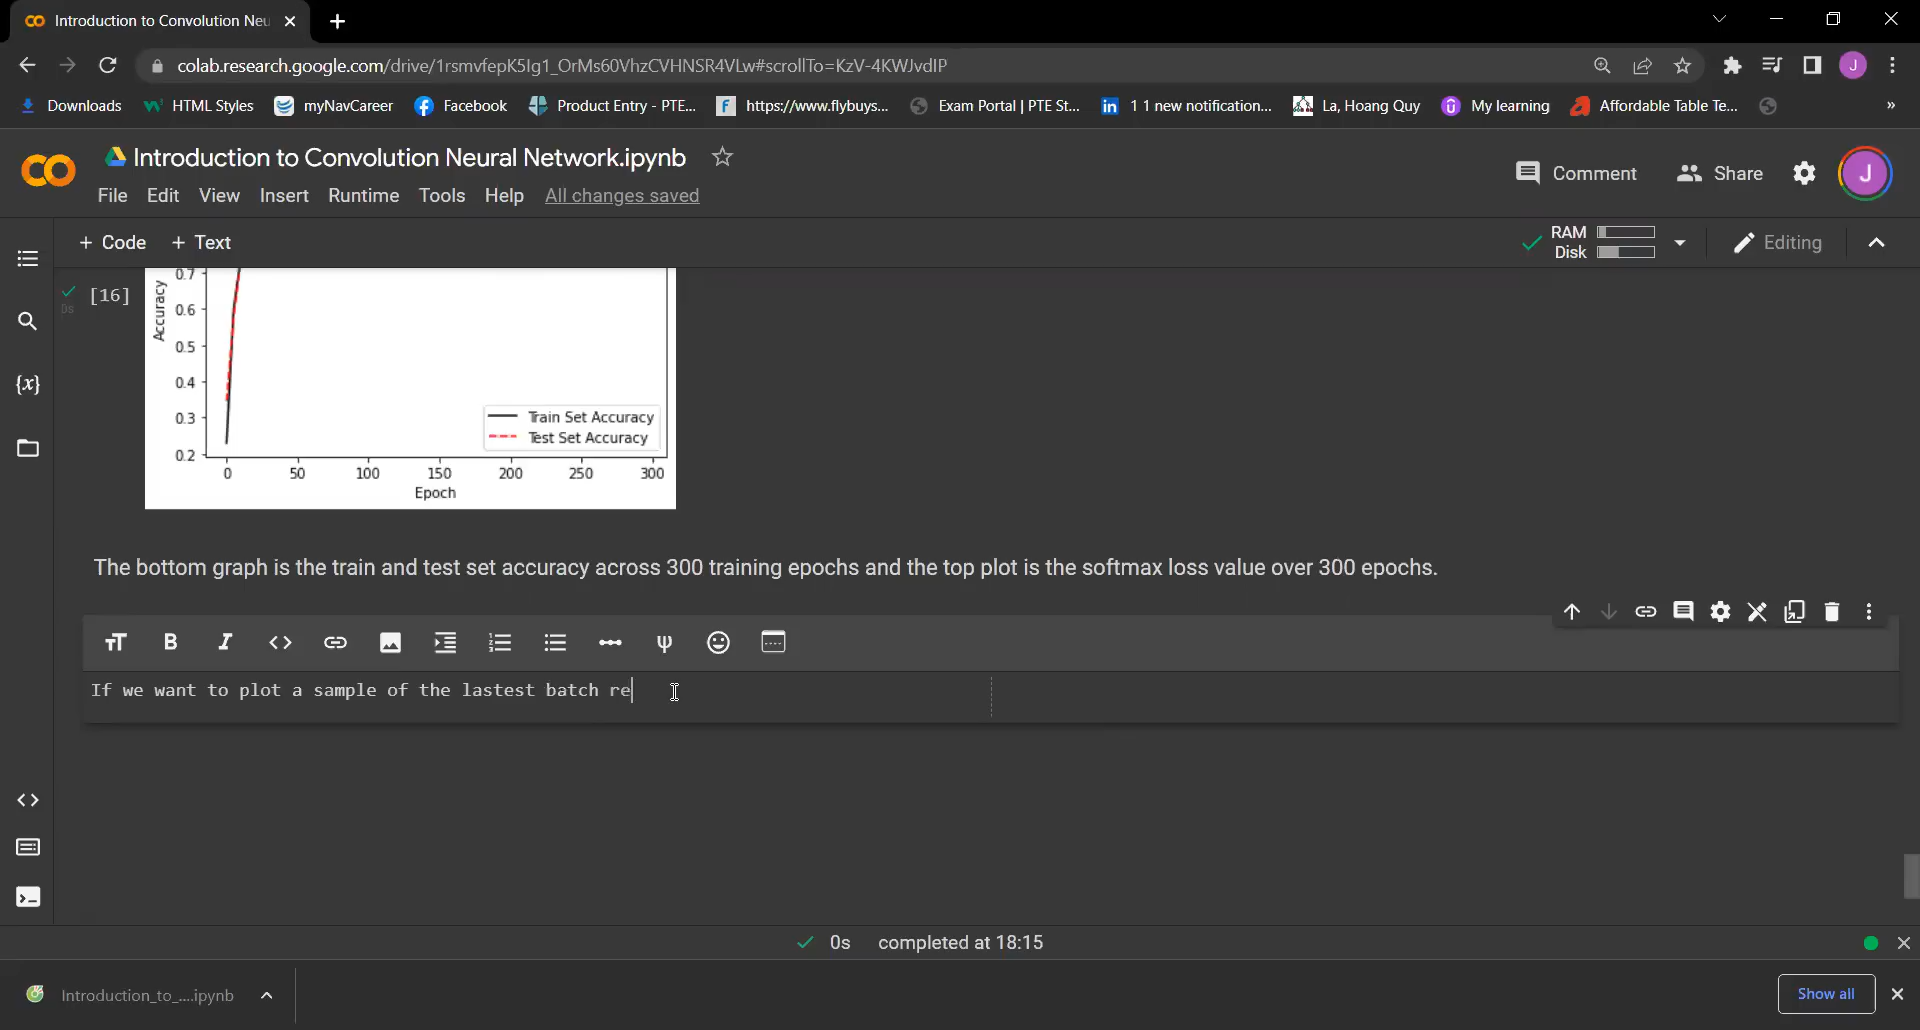 Introduction to Convolution Neu
colab.research.google.com/drive/1rsmvfepK5Ig1_OrMs60VhzCVHNSR4VLw#scrollTo=KzV-4KWJvdIP
Downloads HTML Styles myNavCareer Facebook Product Entry - PTE... https://www.flybuys... Exam Portal | PTE St... 1 1 new notification... La, Hoang Quy My learning Affordable Table Te... »
Introduction to Convolution Neural Network.ipynb
Comment Share J
File Edit View Insert Runtime Tools Help All changes saved
+ Code + Text
RAM
Disk
Editing
[16]
0s
Accuracy
0.7
0.6
0.5
0.4
0.3
0.2
Train Set Accuracy
Test Set Accuracy
0 50 100 150 200 250 300
Epoch
The bottom graph is the train and test set accuracy across 300 training epochs and the top plot is the softmax loss value over 300 epochs.
If we want to plot a sample of the lastest batch re
0s completed at 18:15
Introduction_to_....ipynb
Show all